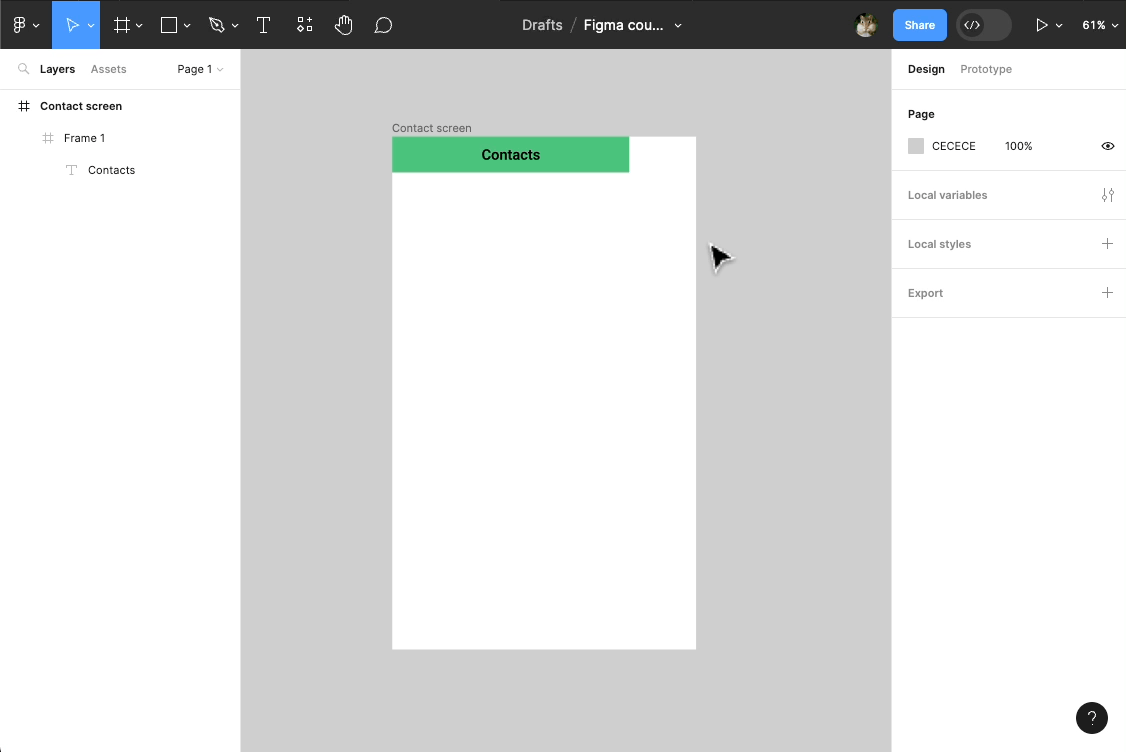 Drafts / Figma cou...
Share
61%
Layers Assets Page 1
Design Prototype
Contact screen
Frame 1
Contacts
Contact screen
Contacts
Page
CECECE 100%
Local variables
Local styles
Export
?